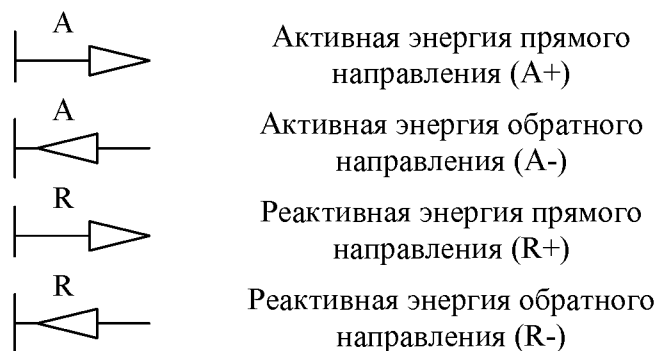 A
Активная энергия прямого
направления (A+)
A
Активная энергия обратного
направления (A-)
R
Реактивная энергия прямого
направления (R+)
R
Реактивная энергия обратного
направления (R-)